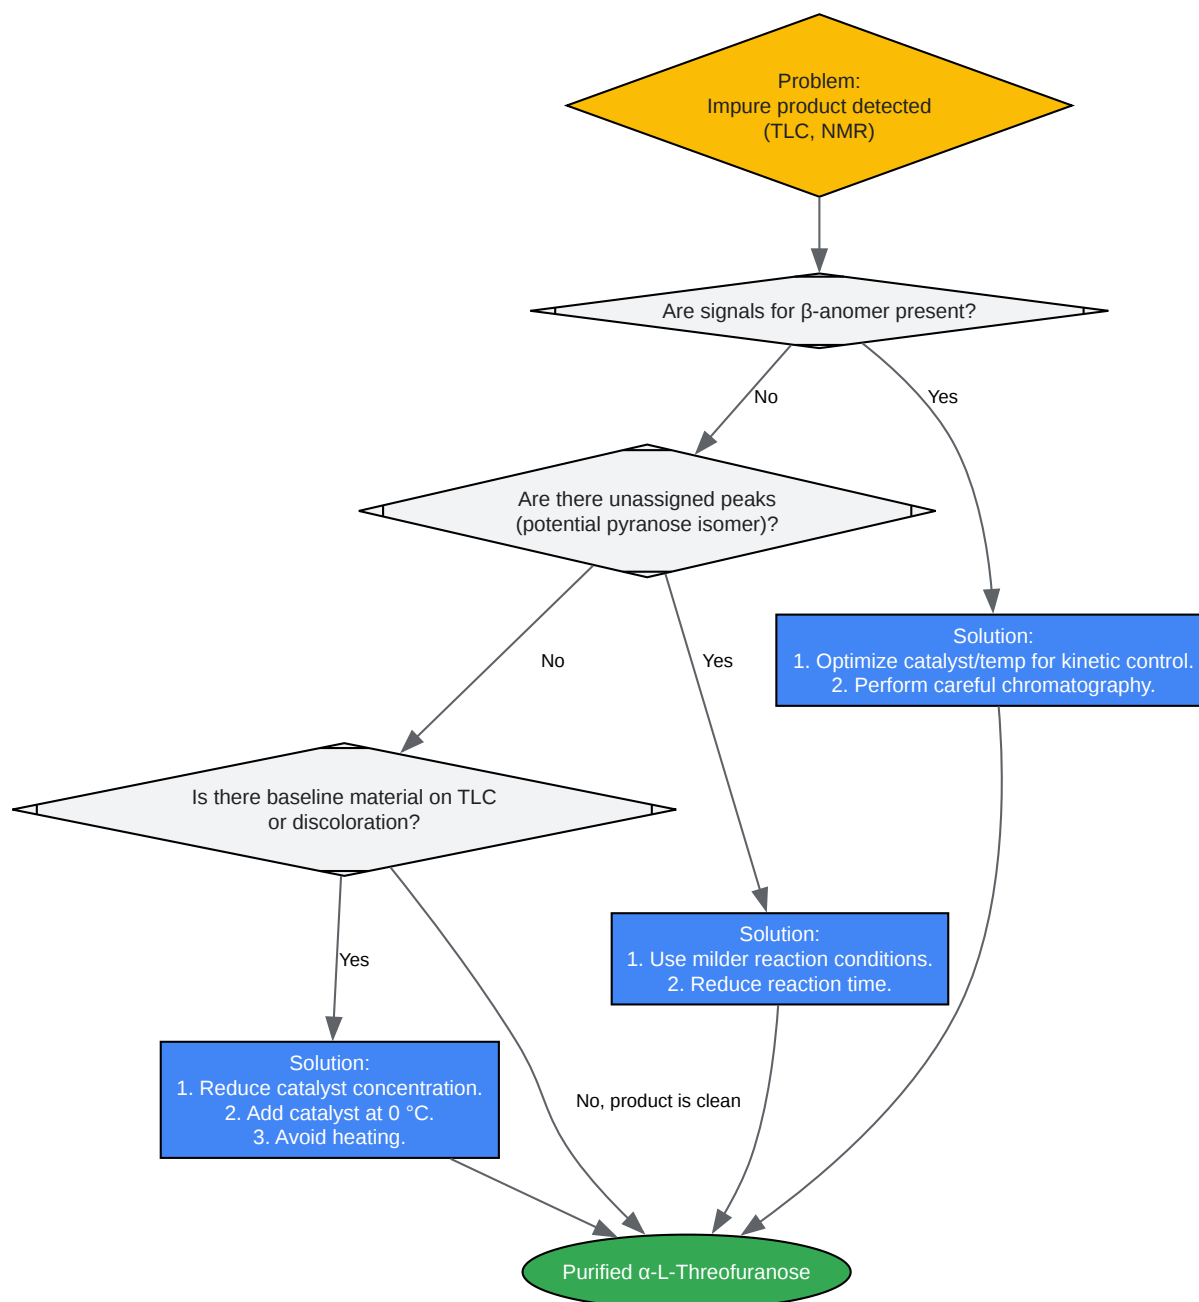 Problem:
Impure product detected
(TLC, NMR)
Are signals for β-anomer present?
No
Yes
Are there unassigned peaks
(potential pyranose isomer)?
Solution:
1. Optimize catalyst/temp for kinetic control.
2. Perform careful chromatography.
No
Yes
Is there baseline material on TLC
or discoloration?
Solution:
1. Use milder reaction conditions.
2. Reduce reaction time.
Yes
Solution:
1. Reduce catalyst concentration.
2. Add catalyst at 0 °C.
3. Avoid heating.
No, product is clean
Purified α-L-Threofuranose